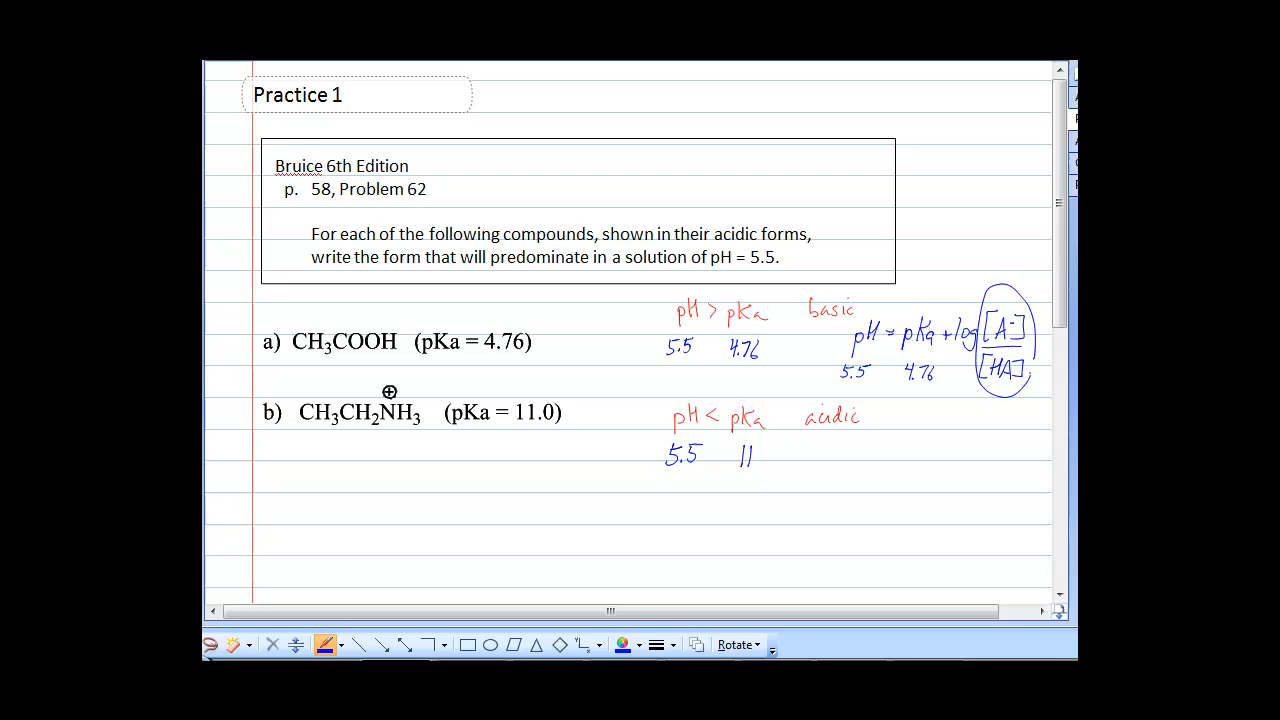 Practice 1
Bruice 6th Edition
p. 58, Problem 62
For each of the following compounds, shown in their acidic forms,
write the form that will predominate in a solution of pH = 5.5.
pH > pKa basic
5.5 4.76
pH = pKa + log [A⁻]/[HA]
5.5 4.76
a) CH₃COOH (pKa = 4.76)
⊕
b) CH₃CH₂NH₃ (pKa = 11.0)
pH < pKa acidic
5.5 11
Rotate